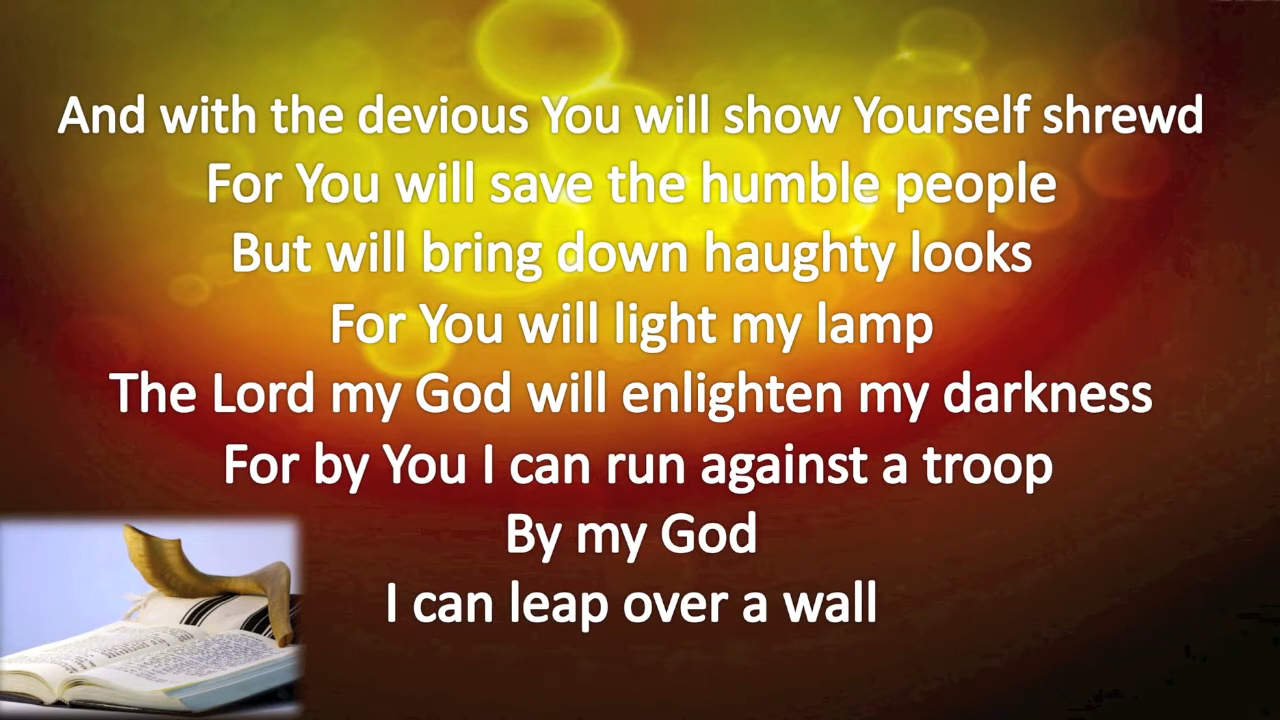 And with the devious You will show Yourself shrewd
For You will save the humble people
But will bring down haughty looks
For You will light my lamp
The Lord my God will enlighten my darkness
For by You I can run against a troop
By my God
I can leap over a wall